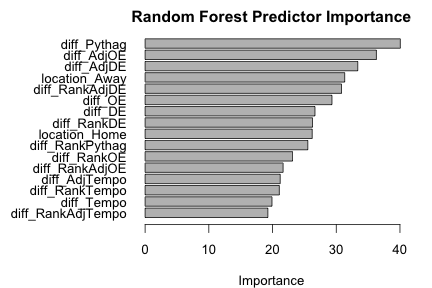 Random Forest Predictor Importance
diff_Pythag
diff_AdjOE
diff_AdjDE
location_Away
diff_RankAdjDE
diff_OE
diff_DE
diff_RankDE
location_Home
diff_RankPythag
diff_RankOE
diff_RankAdjOE
diff_AdjTempo
diff_RankTempo
diff_Tempo
diff_RankAdjTempo
0 10 20 30 40
Importance